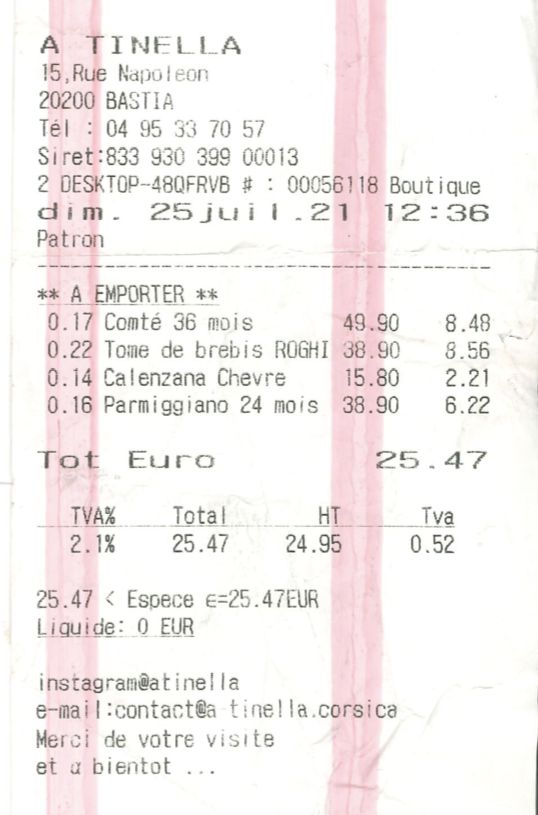 A TINELLA
15,Rue Napoleon
20200 BASTIA
Tél : 04 95 33 70 57
Siret:833 930 399 00013
2 DESKTOP-48QFRVB # : 00056118 Boutique
dim. 25juil.21 12:36
Patron
** A EMPORTER **
0.17 Comté 36 mois 49.90 8.48
0.22 Tome de brebis ROGHI 38.90 8.56
0.14 Calenzana Chevre 15.80 2.21
0.16 Parmiggiano 24 mois 38.90 6.22
Tot Euro 25.47
TVA% Total HT Tva
2.1% 25.47 24.95 0.52
25.47 < Espece €=25.47EUR
Liquide: 0 EUR
instagram@atinella
e-mail:contact@a tinella.corsica
Merci de votre visite
et a bientot ...